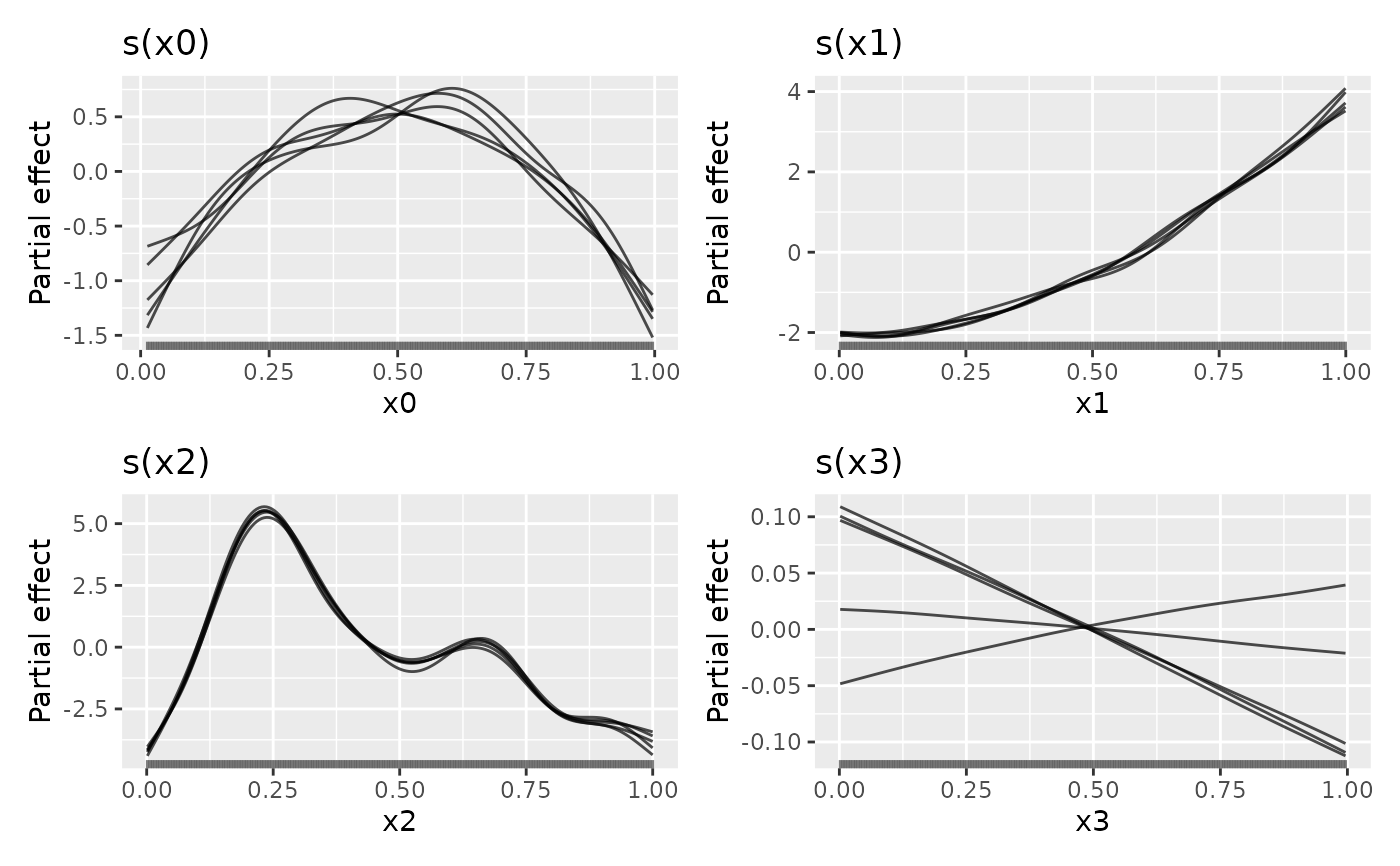 s(x0)
Partial effect
0.5
0.0
-0.5
-1.0
-1.5
0.00 0.25 0.50 0.75 1.00
x0
s(x1)
Partial effect
4
2
0
-2
0.00 0.25 0.50 0.75 1.00
x1
s(x2)
Partial effect
5.0
2.5
0.0
-2.5
0.00 0.25 0.50 0.75 1.00
x2
s(x3)
Partial effect
0.10
0.05
0.00
-0.05
-0.10
0.00 0.25 0.50 0.75 1.00
x3